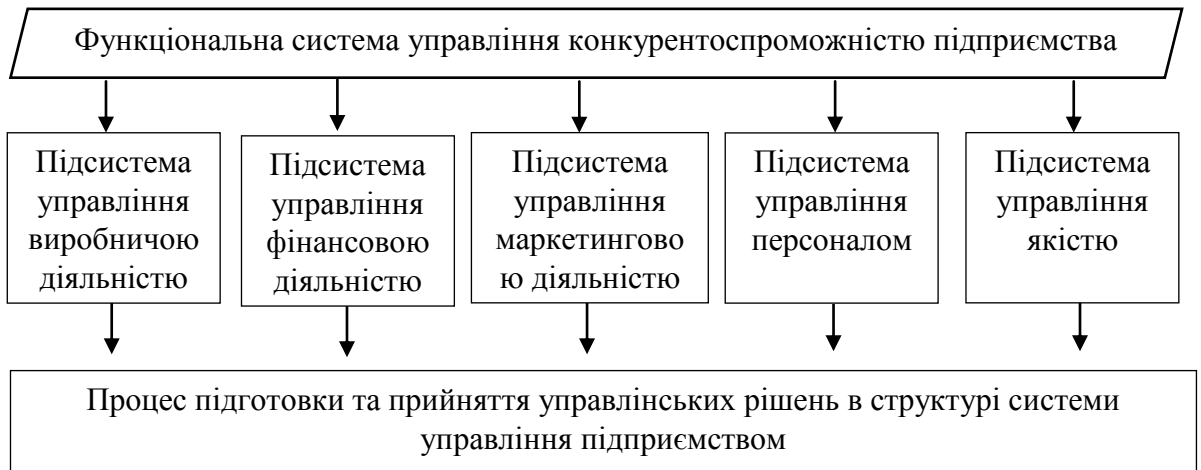 Функціональна система управління конкурентоспроможністю підприємства
Підсистема
управління
виробничою
діяльністю
Підсистема
управління
фінансовою
діяльністю
Підсистема
управління
маркетингово
ю діяльністю
Підсистема
управління
персоналом
Підсистема
управління
якістю
Процес підготовки та прийняття управлінських рішень в структурі системи
управління підприємством